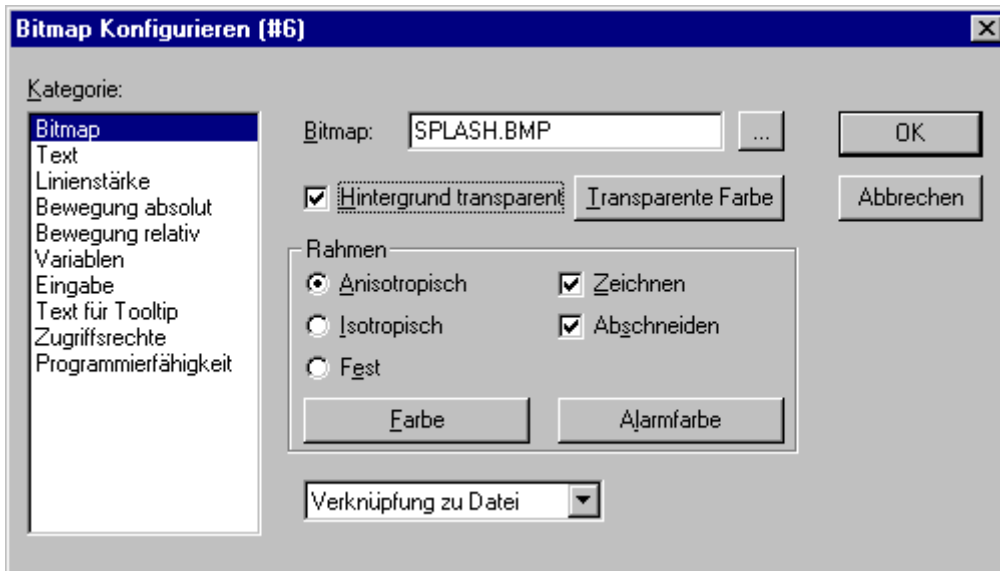 Bitmap Konfigurieren (#6)
Kategorie:
Bitmap
Text
Linienstärke
Bewegung absolut
Bewegung relativ
Variablen
Eingabe
Text für Tooltip
Zugriffsrechte
Programmierfähigkeit
Bitmap: SPLASH.BMP ...
Hintergrund transparent Transparente Farbe
Rahmen
Anisotropisch Zeichnen
Isotropisch Abschneiden
Fest
Farbe Alarmfarbe
Verknüpfung zu Datei
OK
Abbrechen